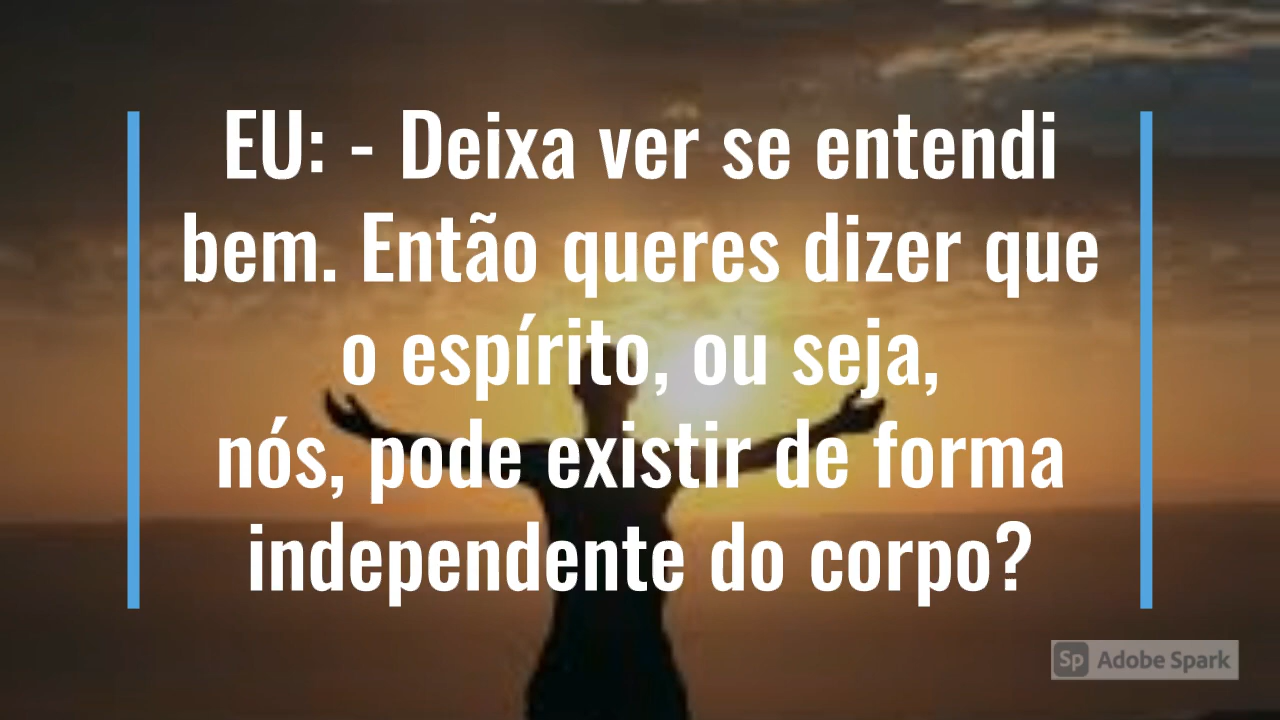 EU: - Deixa ver se entendi
bem. Então queres dizer que
o espírito, ou seja,
nós, pode existir de forma
independente do corpo?
Sp Adobe Spark